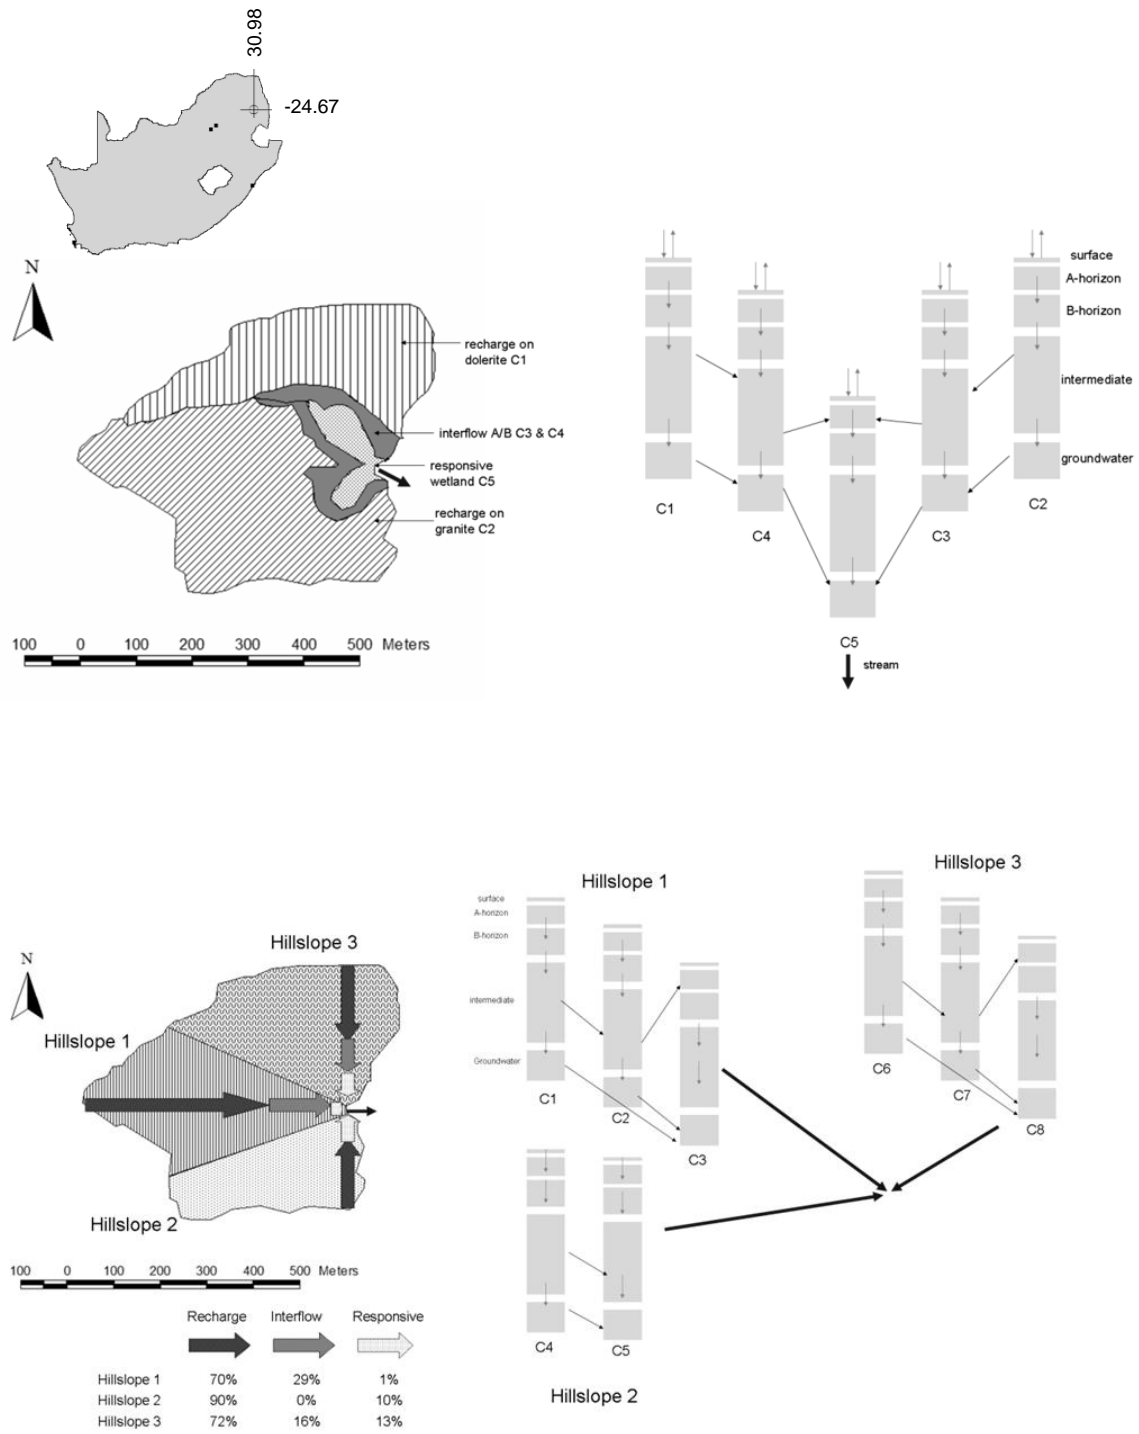 30.98
-24.67
N
recharge on
dolerite C1
interflow A/B C3 & C4
responsive
wetland C5
recharge on
granite C2
100 0 100 200 300 400 500 Meters
surface
A-horizon
B-horizon
intermediate
groundwater
C1
C4
C5
C3
C2
stream
N
Hillslope 3
Hillslope 1
Hillslope 2
100 0 100 200 300 400 500 Meters
Recharge Interflow Responsive
Hillslope 1 70% 29% 1%
Hillslope 2 90% 0% 10%
Hillslope 3 72% 16% 13%
Hillslope 1
surface
A-horizon
B-horizon
intermediate
Groundwater
C1
C2
C3
Hillslope 3
C6
C7
C8
C4
C5
Hillslope 2